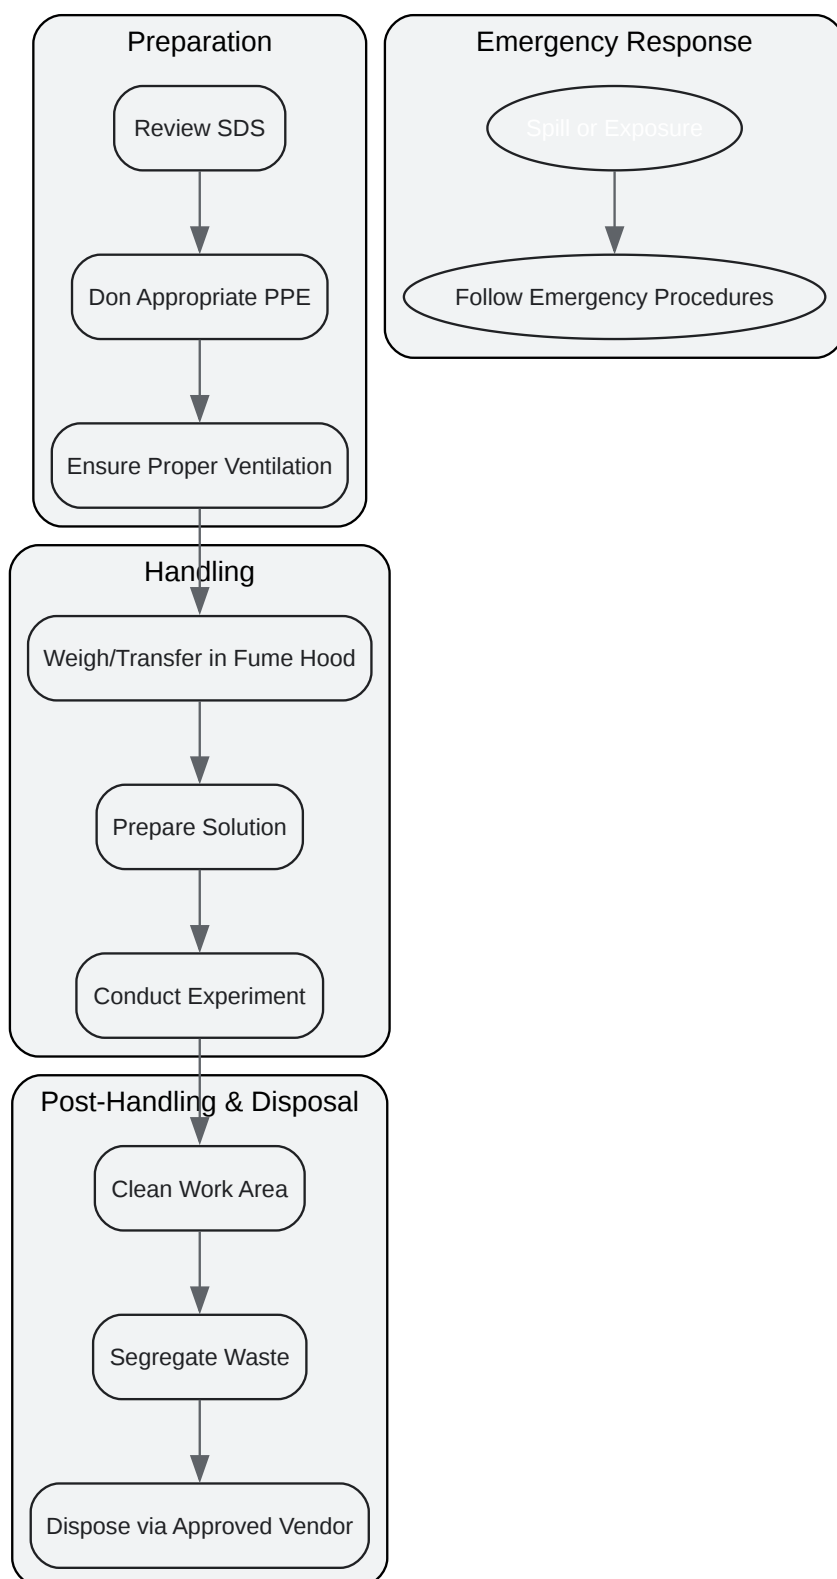 Preparation
Review SDS
Don Appropriate PPE
Ensure Proper Ventilation
Emergency Response
Spill or Exposure
Follow Emergency Procedures
Handling
Weigh/Transfer in Fume Hood
Prepare Solution
Conduct Experiment
Post-Handling & Disposal
Clean Work Area
Segregate Waste
Dispose via Approved Vendor